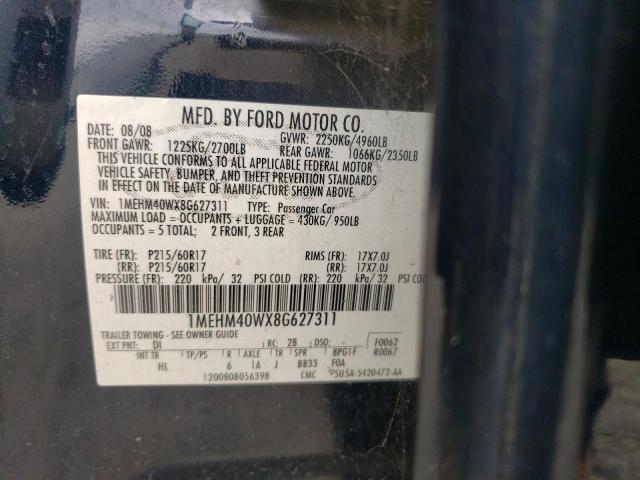 MFD. BY FORD MOTOR CO.
DATE: 08/08 GVWR: 2250KG/4960LB
FRONT GAWR: 1225KG/2700LB REAR GAWR: 1066KG/2350LB
THIS VEHICLE CONFORMS TO ALL APPLICABLE FEDERAL MOTOR
VEHICLE SAFETY, BUMPER, AND THEFT PREVENTION STANDARDS
IN EFFECT ON THE DATE OF MANUFACTURE SHOWN ABOVE.
VIN: 1MEHM40WX8G627311 TYPE: Passenger Car
MAXIMUM LOAD = OCCUPANTS + LUGGAGE = 430KG/ 950LB
OCCUPANTS = 5 TOTAL: 2 FRONT, 3 REAR
TIRE (FR): P215/60R17 RIMS (FR): 17X7.0J
(RR): P215/60R17 (RR): 17X7.0J
PRESSURE (FR): 220 kPa/ 32 PSI COLD (RR): 220 kPa/ 32 PSI COLD
1MEHM40WX8G627311
TRAILER TOWING - SEE OWNER GUIDE
EXT PNT: DI RC: 2B DSO: F0062
INT TR TP/PS R AXLE TR SPR 8PG1F R0067
HL 6 1A J BB33 F0A
120080805639B CMC 5U5A-5420472-AA